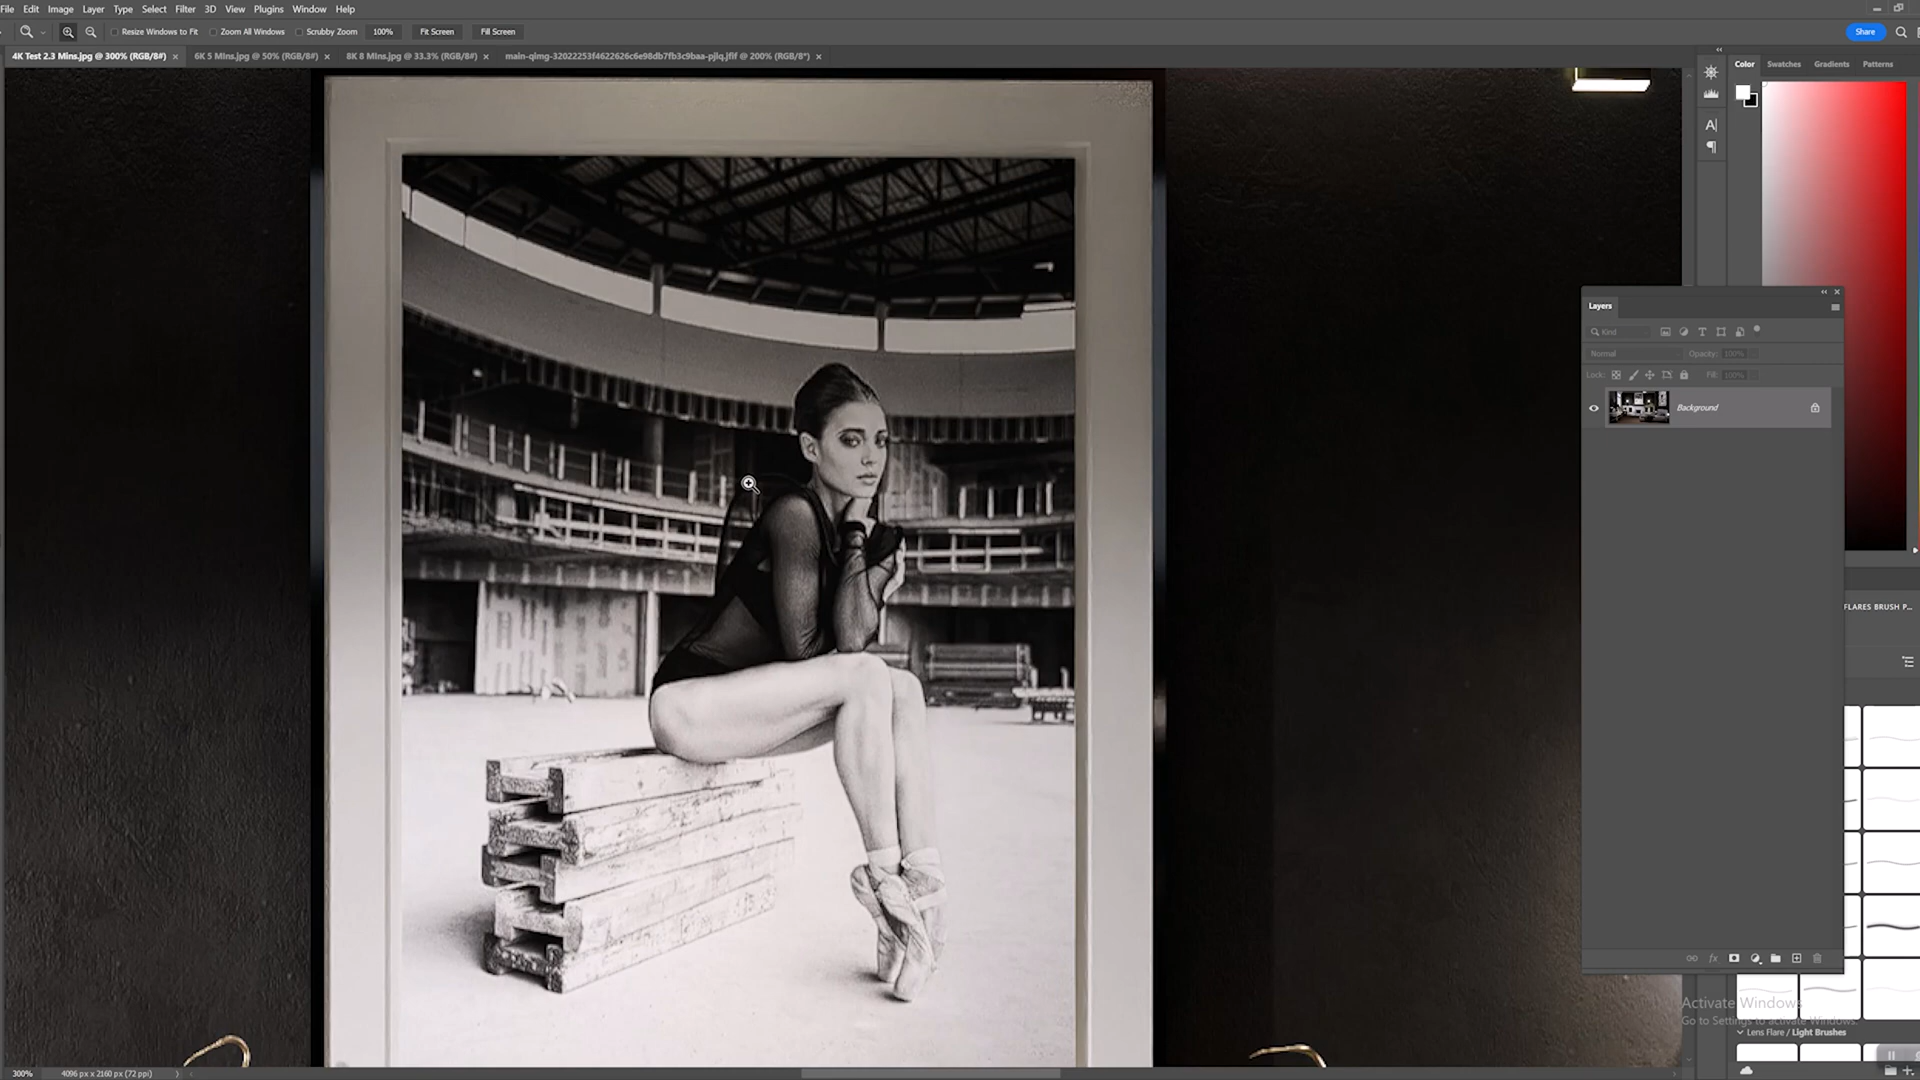 File Edit Image Layer Type Select Filter 3D View Plugins Window Help
Resize Windows to Fit Zoom All Windows Scrubby Zoom 100% Fit Screen Fill Screen Share
4K Test 2.3 Mins.jpg @ 300% (RGB/8#) × 6K 5 Mins.jpg @ 50% (RGB/8#) × 8K 8 Mins.jpg @ 33.3% (RGB/8#) × main-qimg-32022253f4622626c6e98db7fb3c9baa-pjlq.jfif @ 200% (RGB/8*) ×
Color Swatches Gradients Patterns
Layers
Kind
Normal Opacity: 100%
Lock: Fill: 100%
Background
FLARES BRUSH P...
Activate Windows
Go to Settings to activate Windows.
Lens Flare / Light Brushes
300% 4096 px x 2160 px (72 ppi)